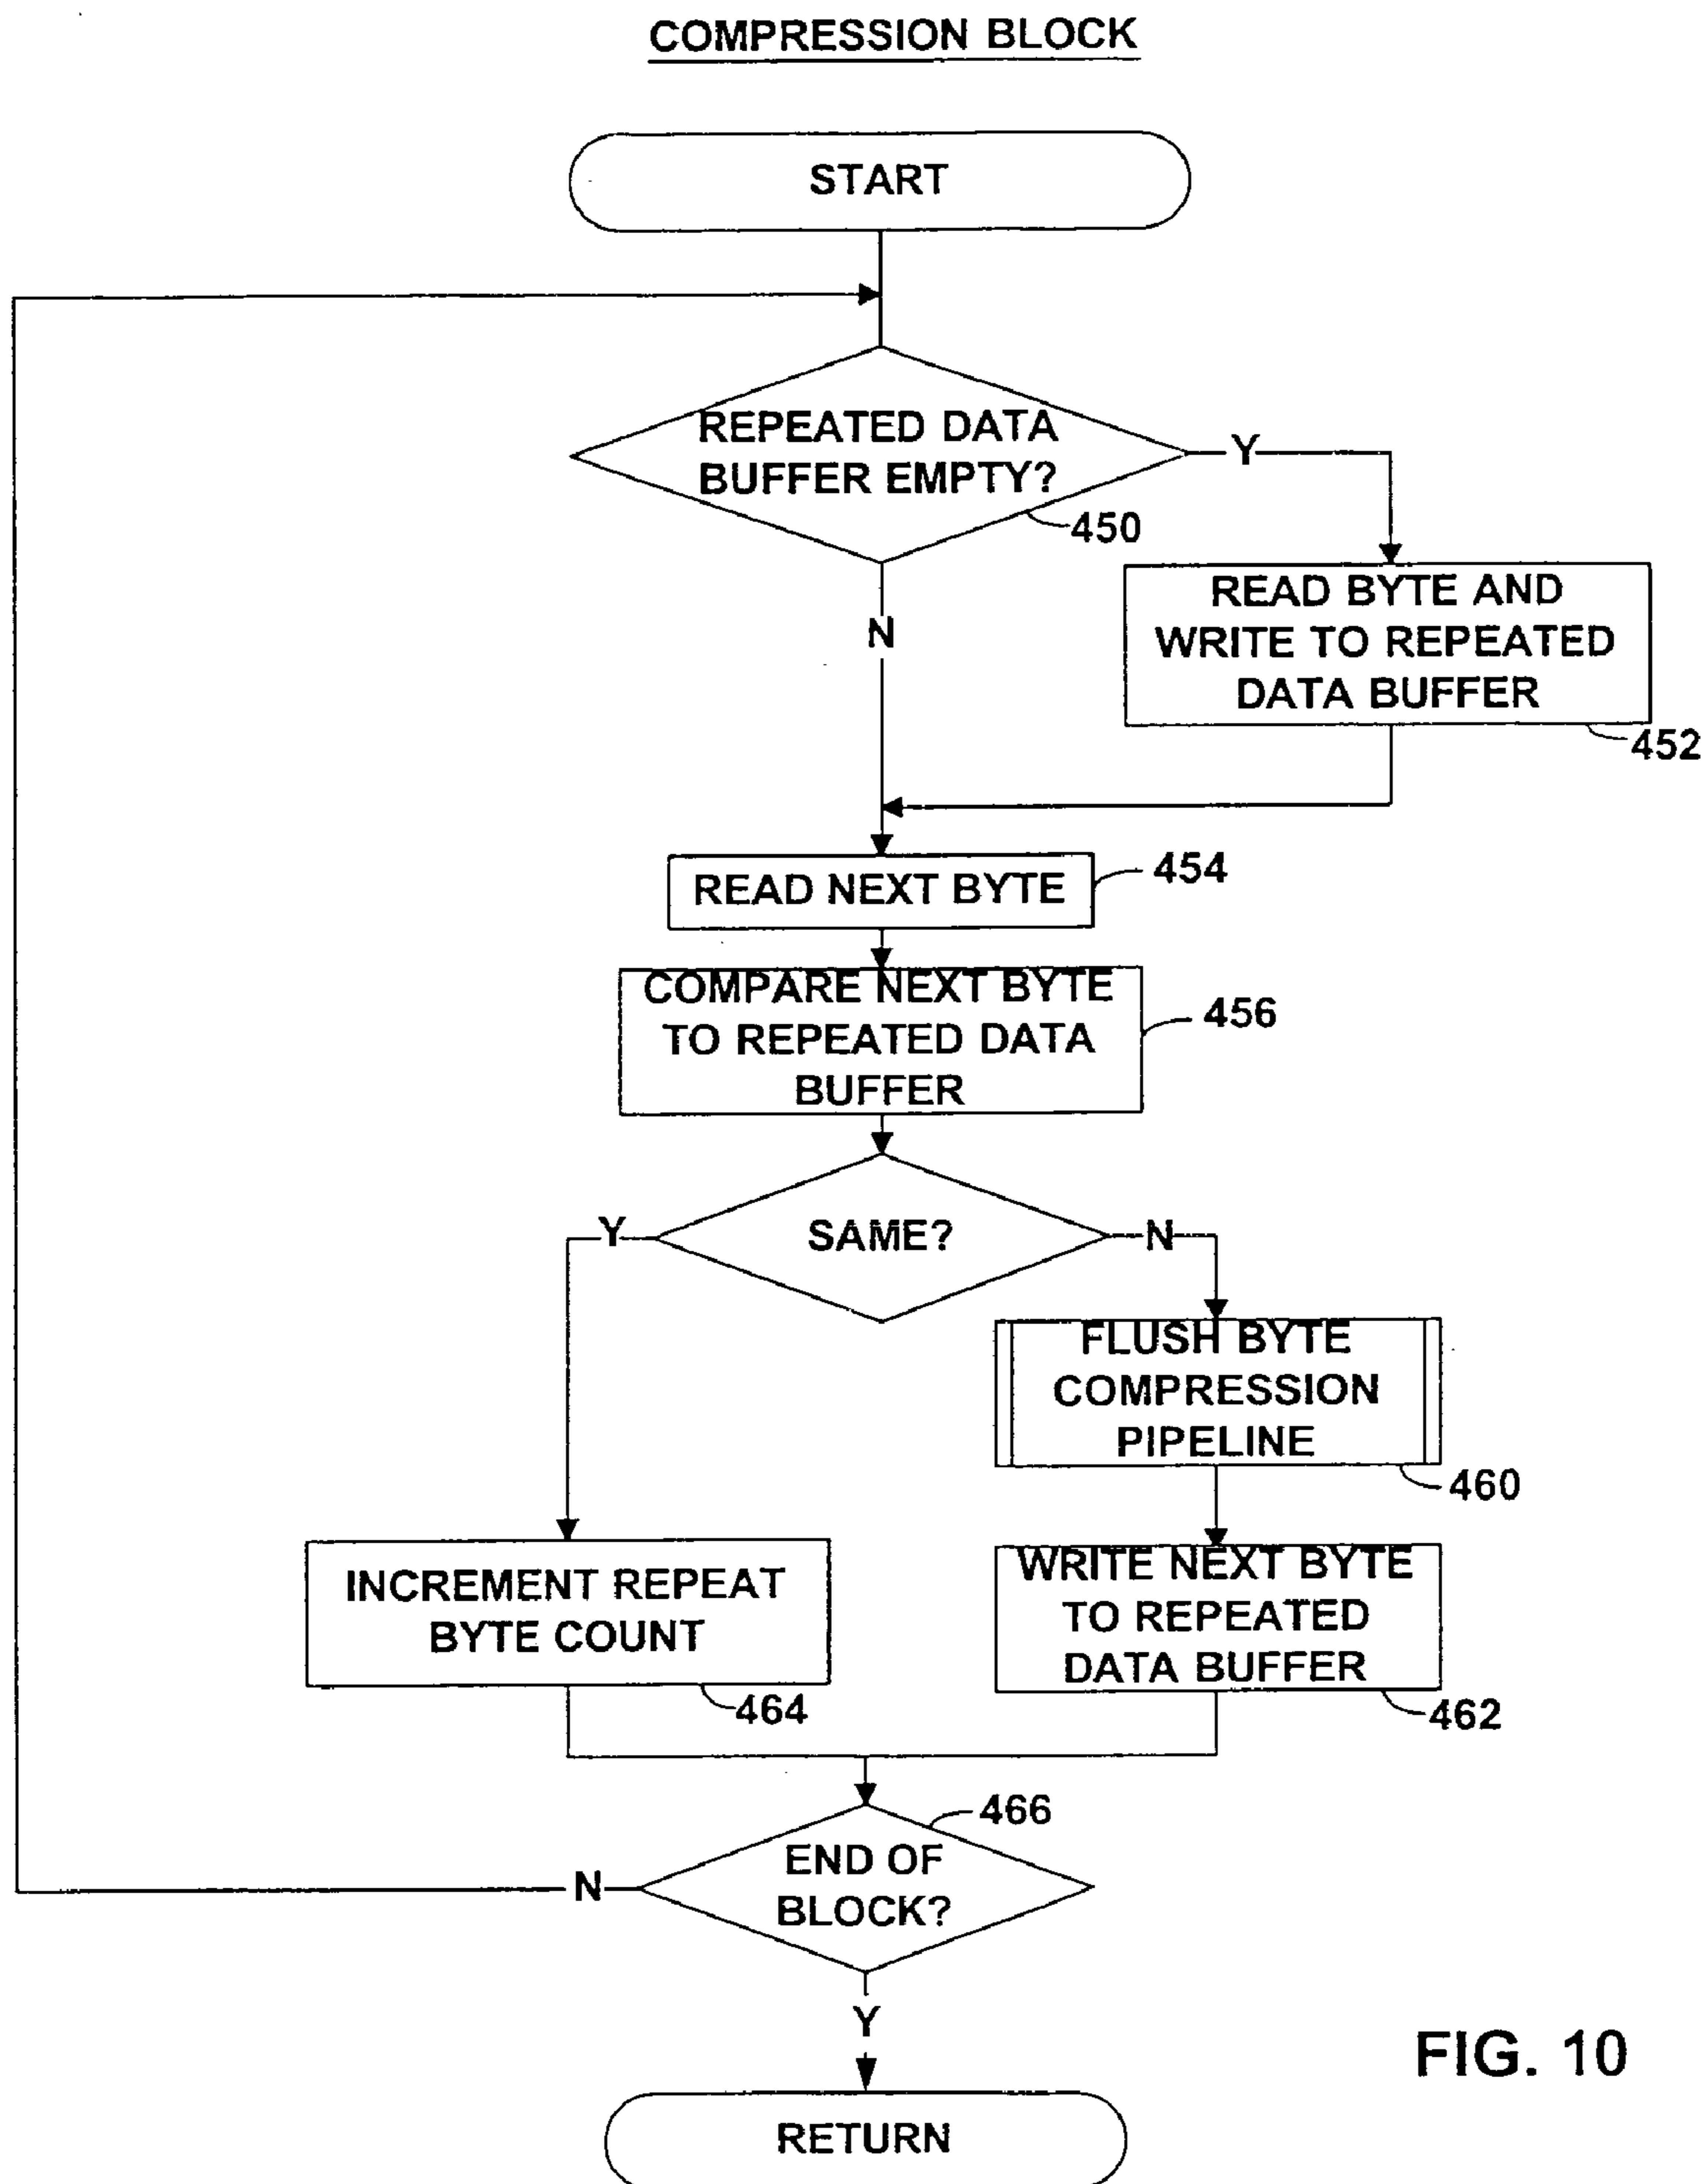 COMPRESSION BLOCK
START
REPEATED DATA
BUFFER EMPTY?
Y
450
READ BYTE AND
WRITE TO REPEATED
DATA BUFFER
N
452
454
READ NEXT BYTE
COMPARE NEXT BYTE
TO REPEATED DATA
BUFFER
456
Y
SAME?
N
FLUSH BYTE
COMPRESSION
PIPELINE
460
INCREMENT REPEAT
BYTE COUNT
464
WRITE NEXT BYTE
TO REPEATED
DATA BUFFER
462
466
END OF
BLOCK?
N
Y
FIG. 10
RETURN